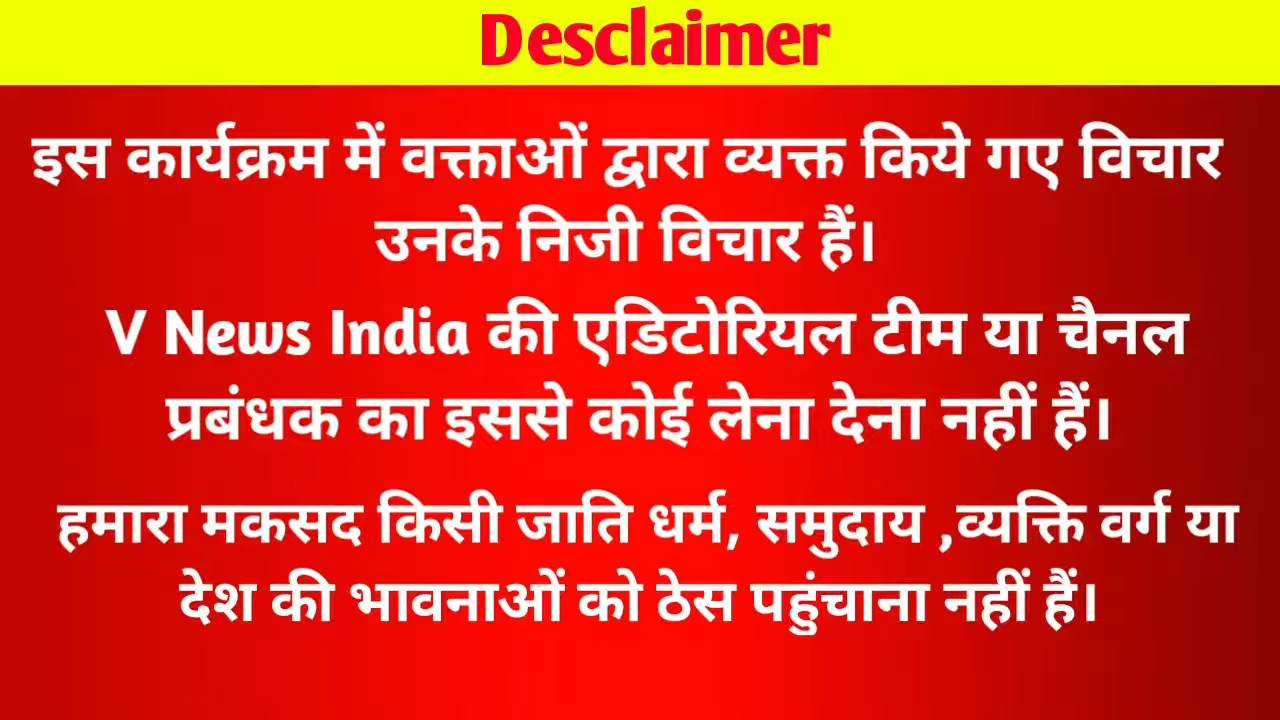 Desclaimer
इस कार्यक्रम में वक्ताओं द्वारा व्यक्त किये गए विचार
उनके निजी विचार हैं।
V News India की एडिटोरियल टीम या चैनल
प्रबंधक का इससे कोई लेना देना नहीं हैं।
हमारा मकसद किसी जाति धर्म, समुदाय ,व्यक्ति वर्ग या
देश की भावनाओं को ठेस पहुंचाना नहीं हैं।